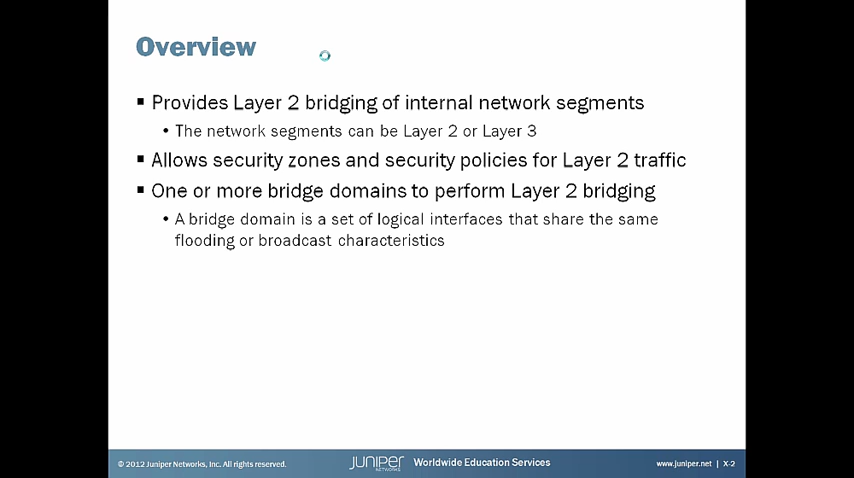 Overview
▪ Provides Layer 2 bridging of internal network segments
• The network segments can be Layer 2 or Layer 3
▪ Allows security zones and security policies for Layer 2 traffic
▪ One or more bridge domains to perform Layer 2 bridging
• A bridge domain is a set of logical interfaces that share the same
flooding or broadcast characteristics
© 2012 Juniper Networks, Inc. All rights reserved.
JUNIPER
NETWORKS
Worldwide Education Services
www.juniper.net | X-2